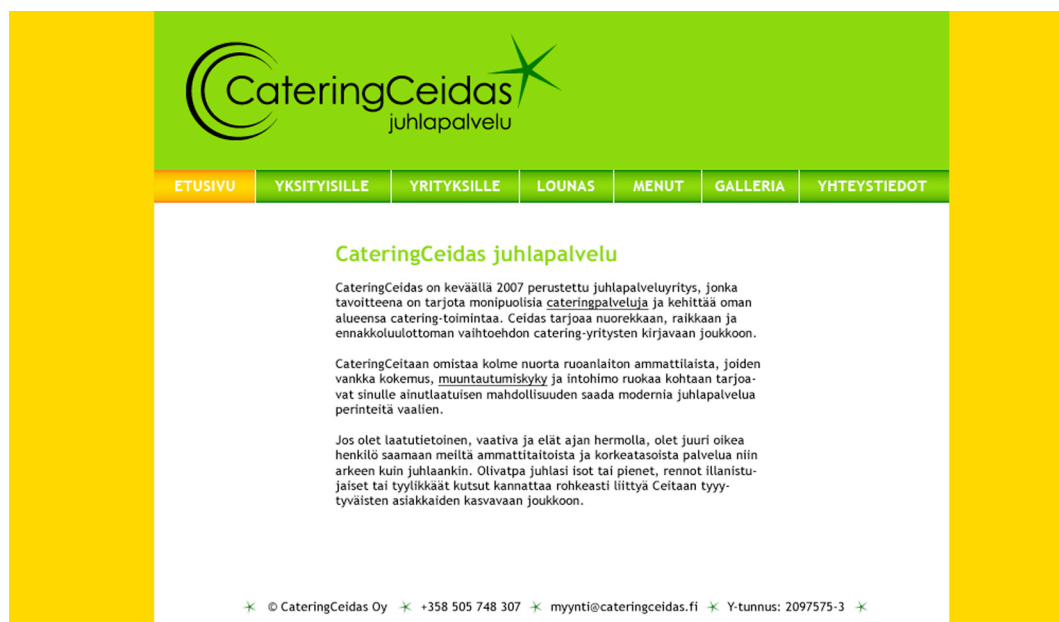 CateringCeidas
juhlapalvelu
ETUSIVU YKSITYISILLE YRITYKSILLE LOUNAS MENUT GALLERIA YHTEYSTIEDOT
CateringCeidas juhlapalvelu
CateringCeidas on keväällä 2007 perustettu juhlapalveluyritys, jonka
tavoitteena on tarjota monipuolisia cateringpalveluja ja kehittää oman
alueensa catering-toimintaa. Ceidas tarjoaa nuorekkaan, raikkaan ja
ennakkoluulottoman vaihtoehdon catering-yritysten kirjavaan joukkoon.
CateringCeitaan omistaa kolme nuorta ruoanlaiton ammattilaista, joiden
vankka kokemus, muuntautumiskyky ja intohimo ruokaa kohtaan tarjoa-
vat sinulle ainutlaatuisen mahdollisuuden saada modernia juhlapalvelua
perinteitä vaalien.
Jos olet laatutietoinen, vaativa ja elät ajan hermolla, olet juuri oikea
henkilö saamaan meiltä ammattitaitoista ja korkeatasoista palvelua niin
arkeen kuin juhlaankin. Olivatpa juhlasi isot tai pienet, rennot illanistu-
jaiset tai tyylikkäät kutsut kannattaa rohkeasti liittyä Ceitaan tyyy-
tyväisten asiakkaiden kasvavaan joukkoon.
© CateringCeidas Oy +358 505 748 307 myynti@cateringceidas.fi Y-tunnus: 2097575-3